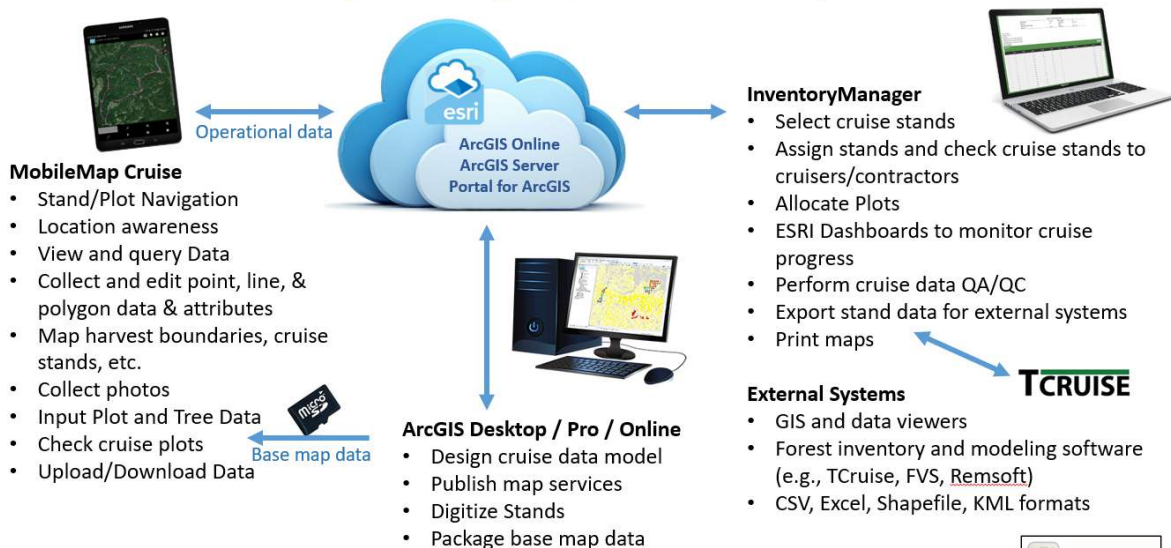 esri
ArcGIS Online
ArcGIS Server
Portal for ArcGIS
Operational data
MobileMap Cruise
• Stand/Plot Navigation
• Location awareness
• View and query Data
• Collect and edit point, line, &
polygon data & attributes
• Map harvest boundaries, cruise
stands, etc.
• Collect photos
• Input Plot and Tree Data
• Check cruise plots
• Upload/Download Data
micro SD
Base map data
ArcGIS Desktop / Pro / Online
• Design cruise data model
• Publish map services
• Digitize Stands
• Package base map data
InventoryManager
• Select cruise stands
• Assign stands and check cruise stands to
cruisers/contractors
• Allocate Plots
• ESRI Dashboards to monitor cruise
progress
• Perform cruise data QA/QC
• Export stand data for external systems
• Print maps
TCRUISE
External Systems
• GIS and data viewers
• Forest inventory and modeling software
(e.g., TCruise, FVS, Remsoft)
• CSV, Excel, Shapefile, KML formats